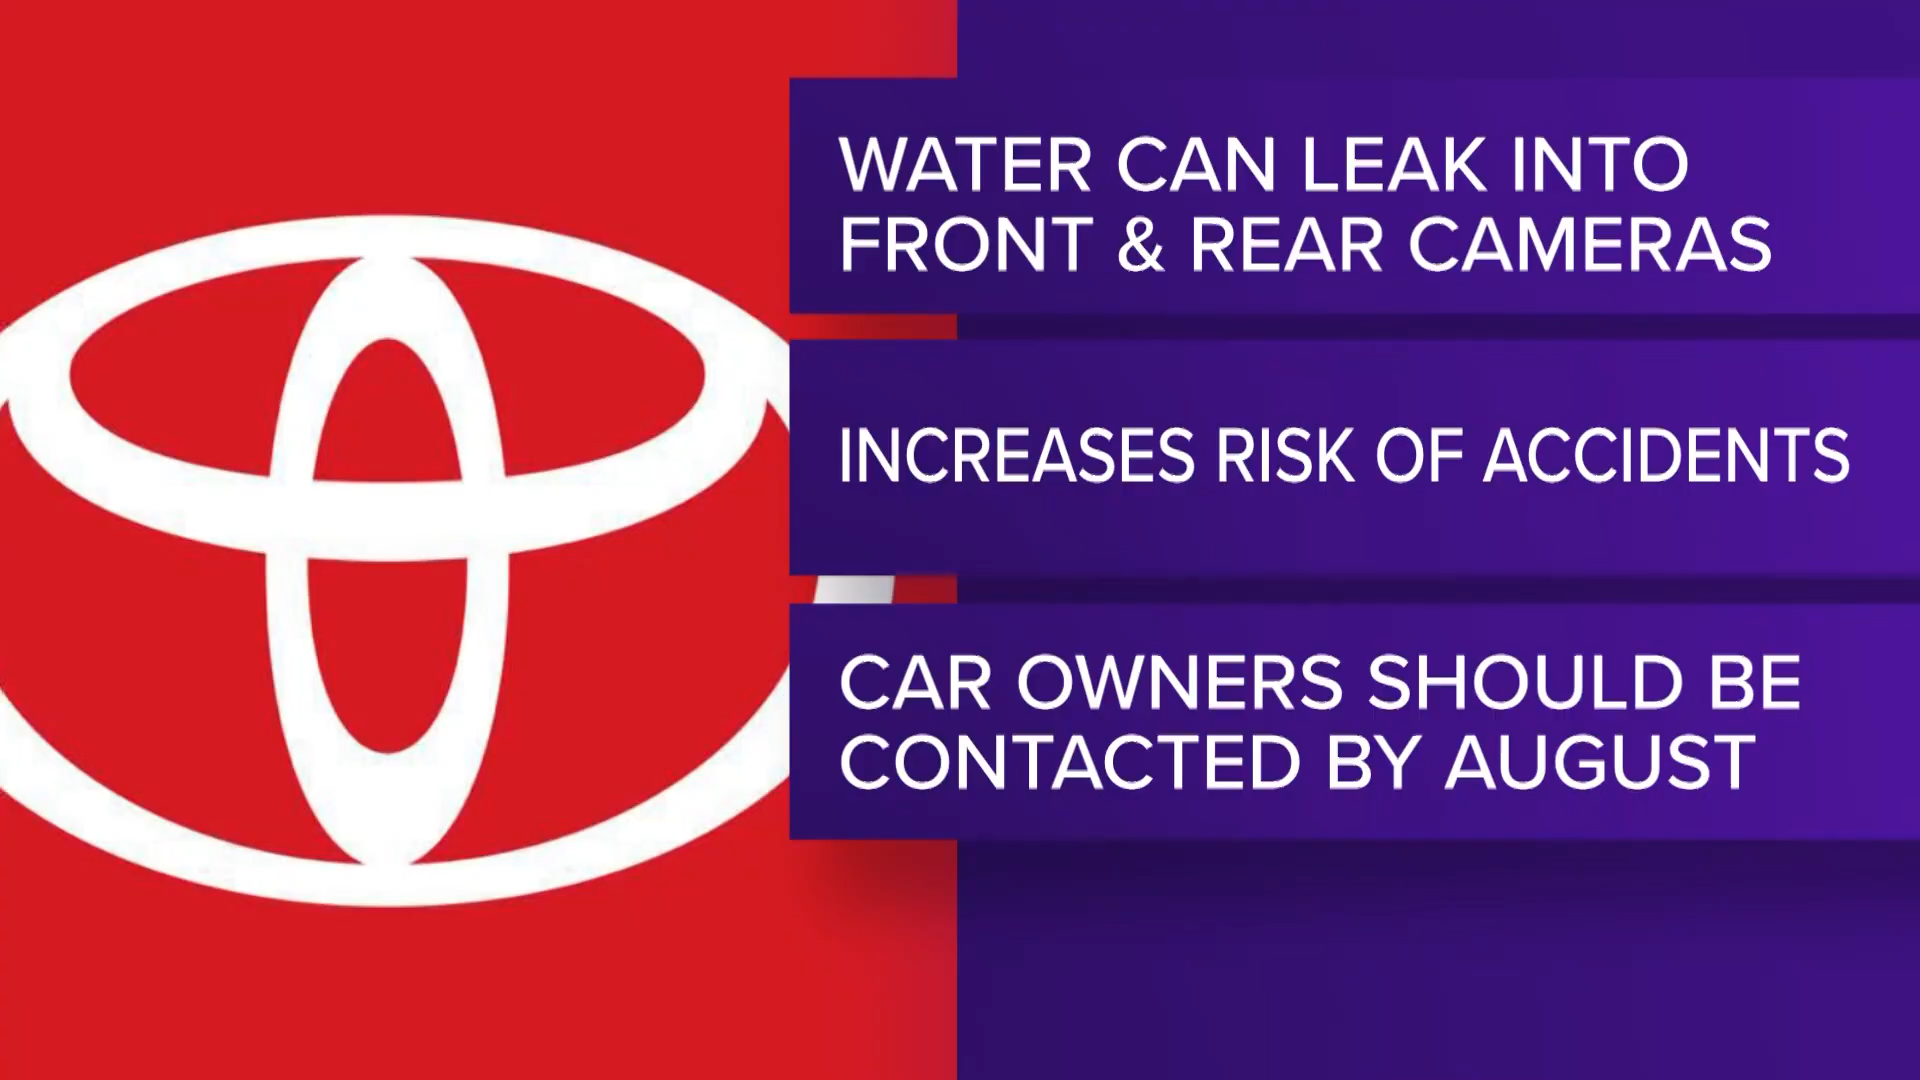 WATER CAN LEAK INTO
FRONT & REAR CAMERAS
INCREASES RISK OF ACCIDENTS
CAR OWNERS SHOULD BE
CONTACTED BY AUGUST